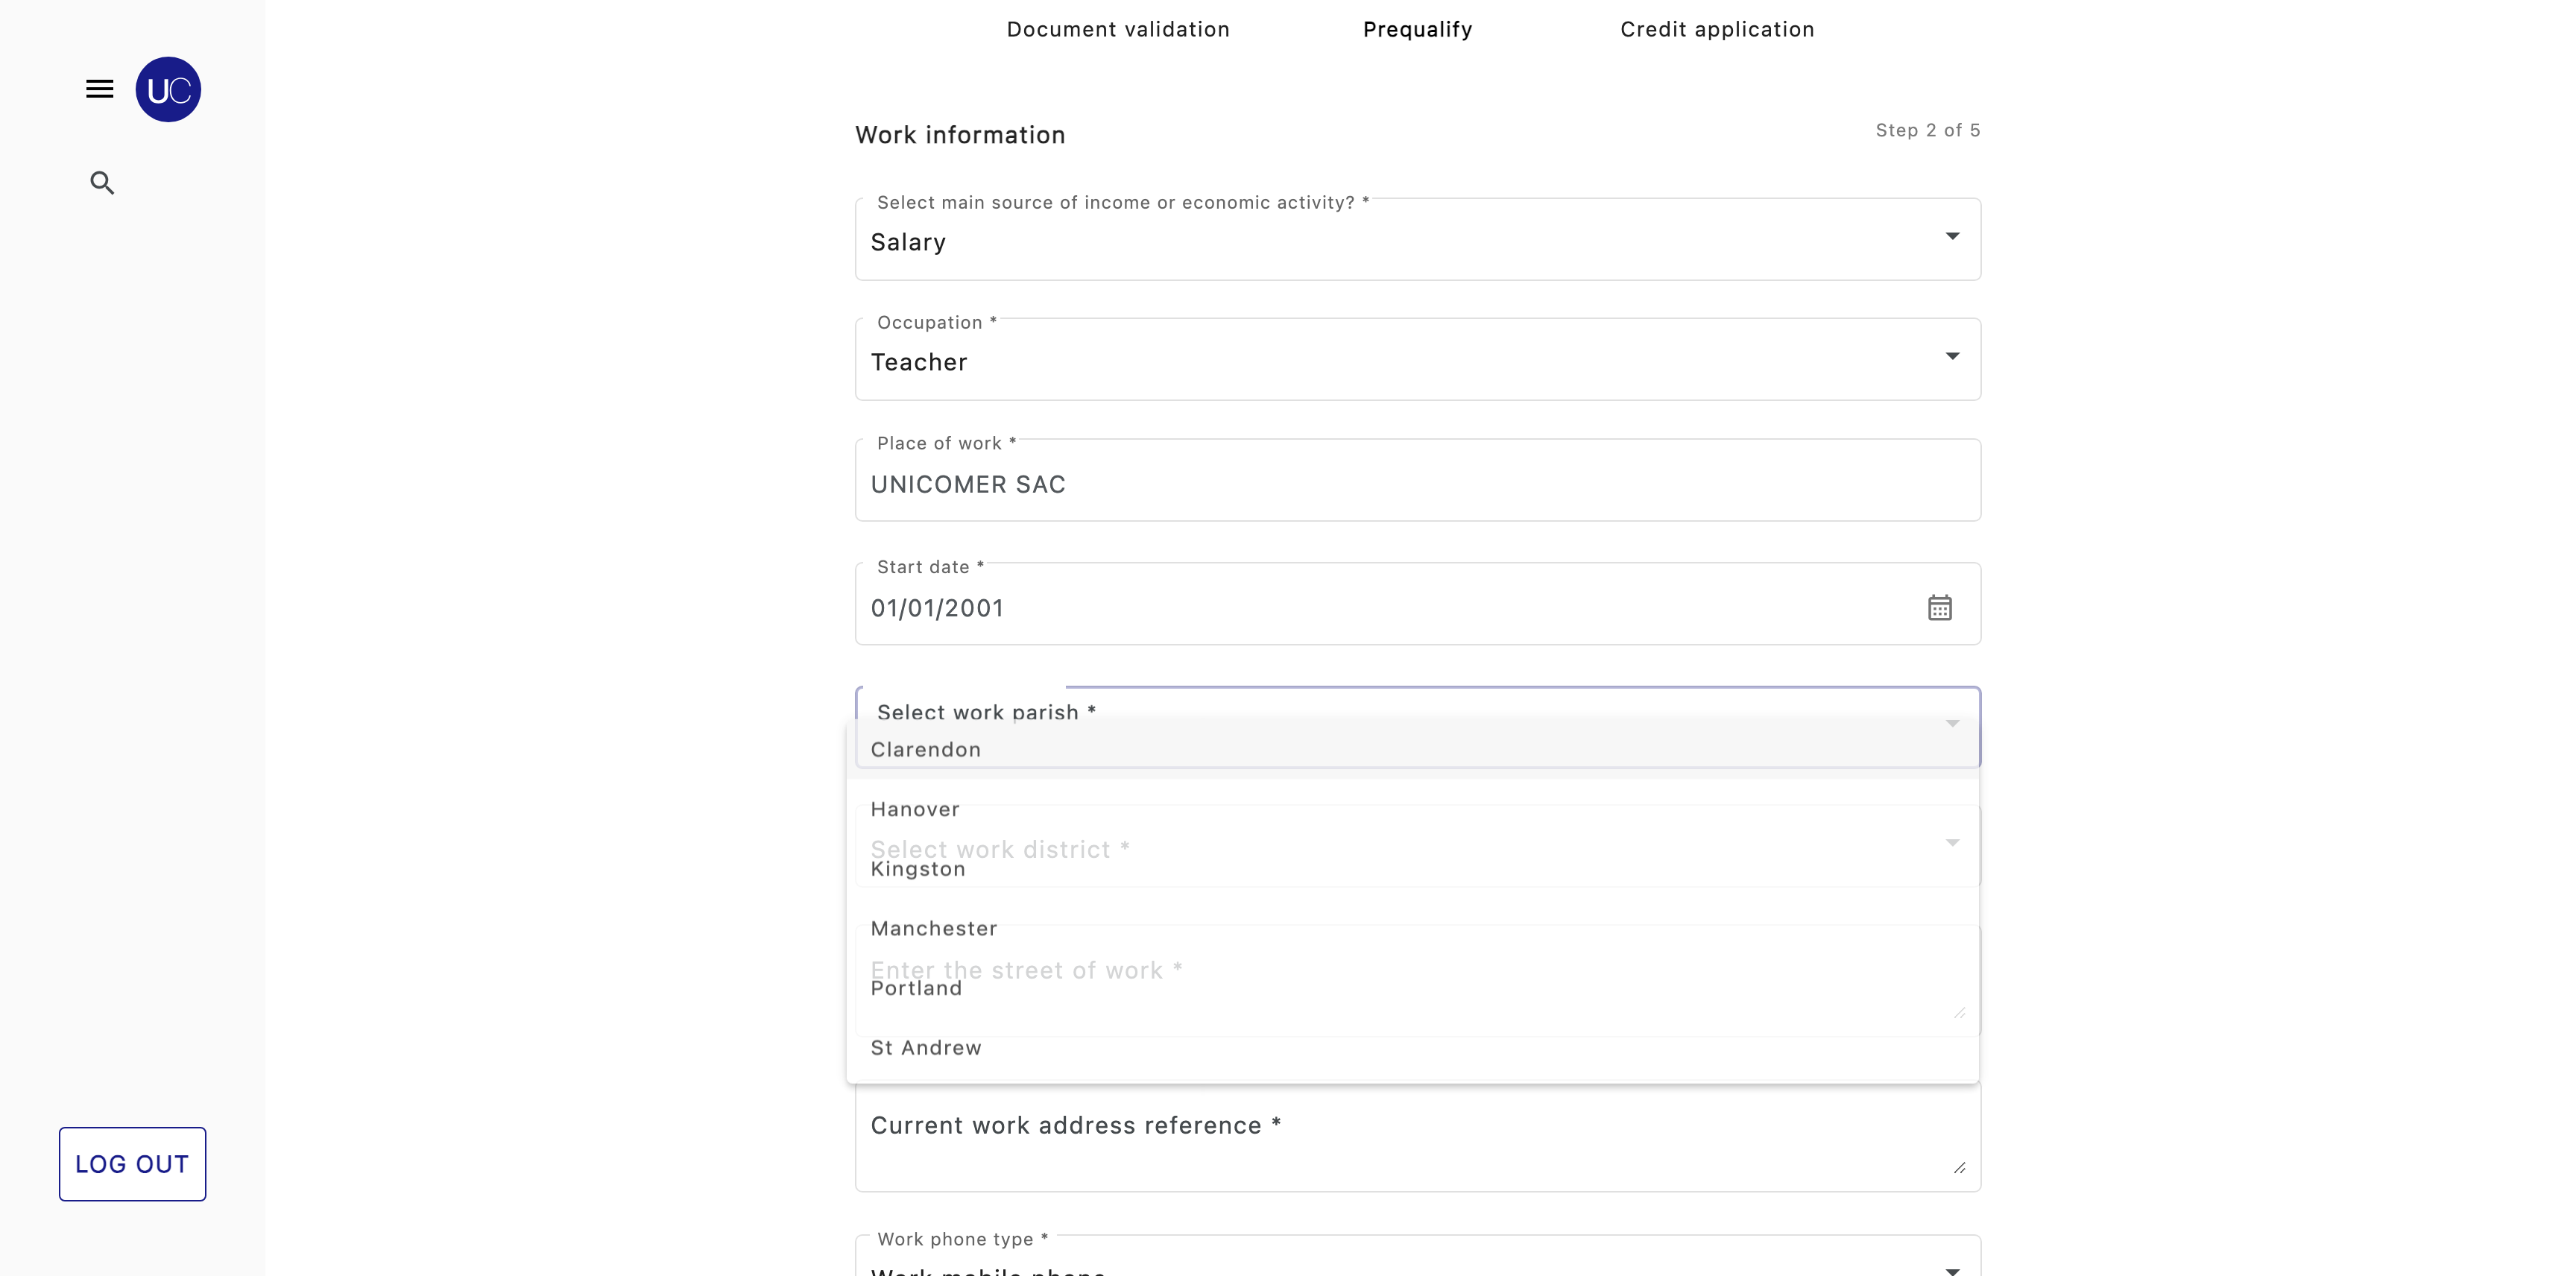 Document validation
Prequalify
Credit application
UC
Work information
Step 2 of 5
Select main source of income or economic activity? *
Salary
Occupation *
Teacher
Place of work *
UNICOMER SAC
Start date *
01/01/2001
Select work parish *
Clarendon
Hanover
Select work district *
Kingston
Manchester
Enter the street of work *
Portland
St Andrew
Current work address reference *
LOG OUT
Work phone type *
Work mobile phone